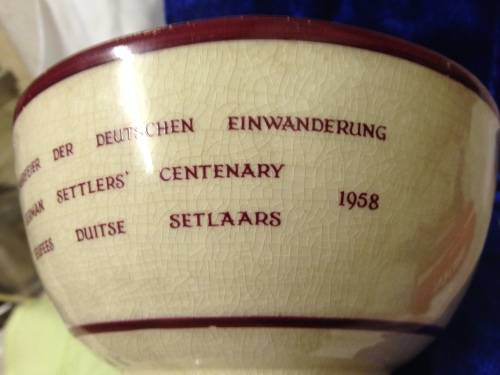 DER DEUTSCHEN EINWANDERUNG
SETTLERS' CENTENARY
DUITSE SETLAARS 1958